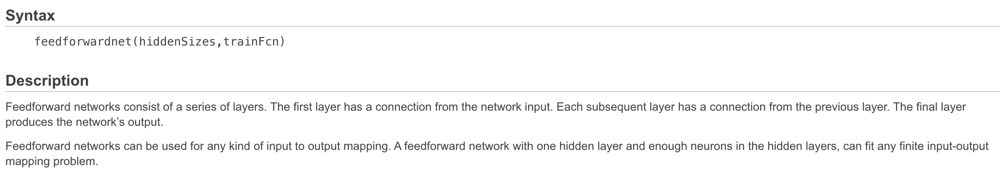 Syntax
feedforwardnet(hiddenSizes,trainFcn)
Description
Feedforward networks consist of a series of layers. The first layer has a connection from the network input. Each subsequent layer has a connection from the previous layer. The final layer
produces the network’s output.
Feedforward networks can be used for any kind of input to output mapping. A feedforward network with one hidden layer and enough neurons in the hidden layers, can fit any finite input-output
mapping problem.